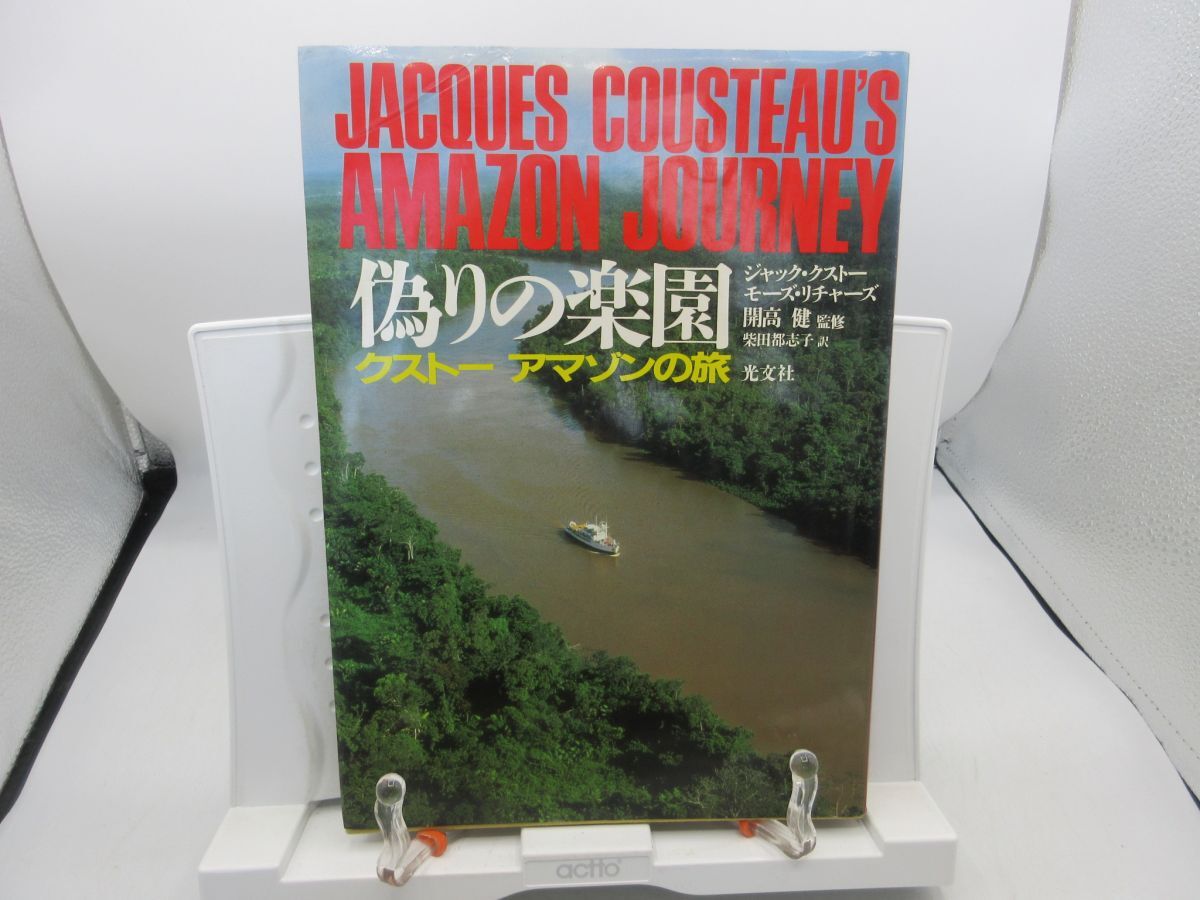 JACQUES COUSTEAU'S
AMAZON JOURNEY
偽りの楽園
クストー アマゾンの旅
ジャック・クストー
モーズ・リチャーズ
開高 健 監修
柴田都志子 訳
光文社
actto